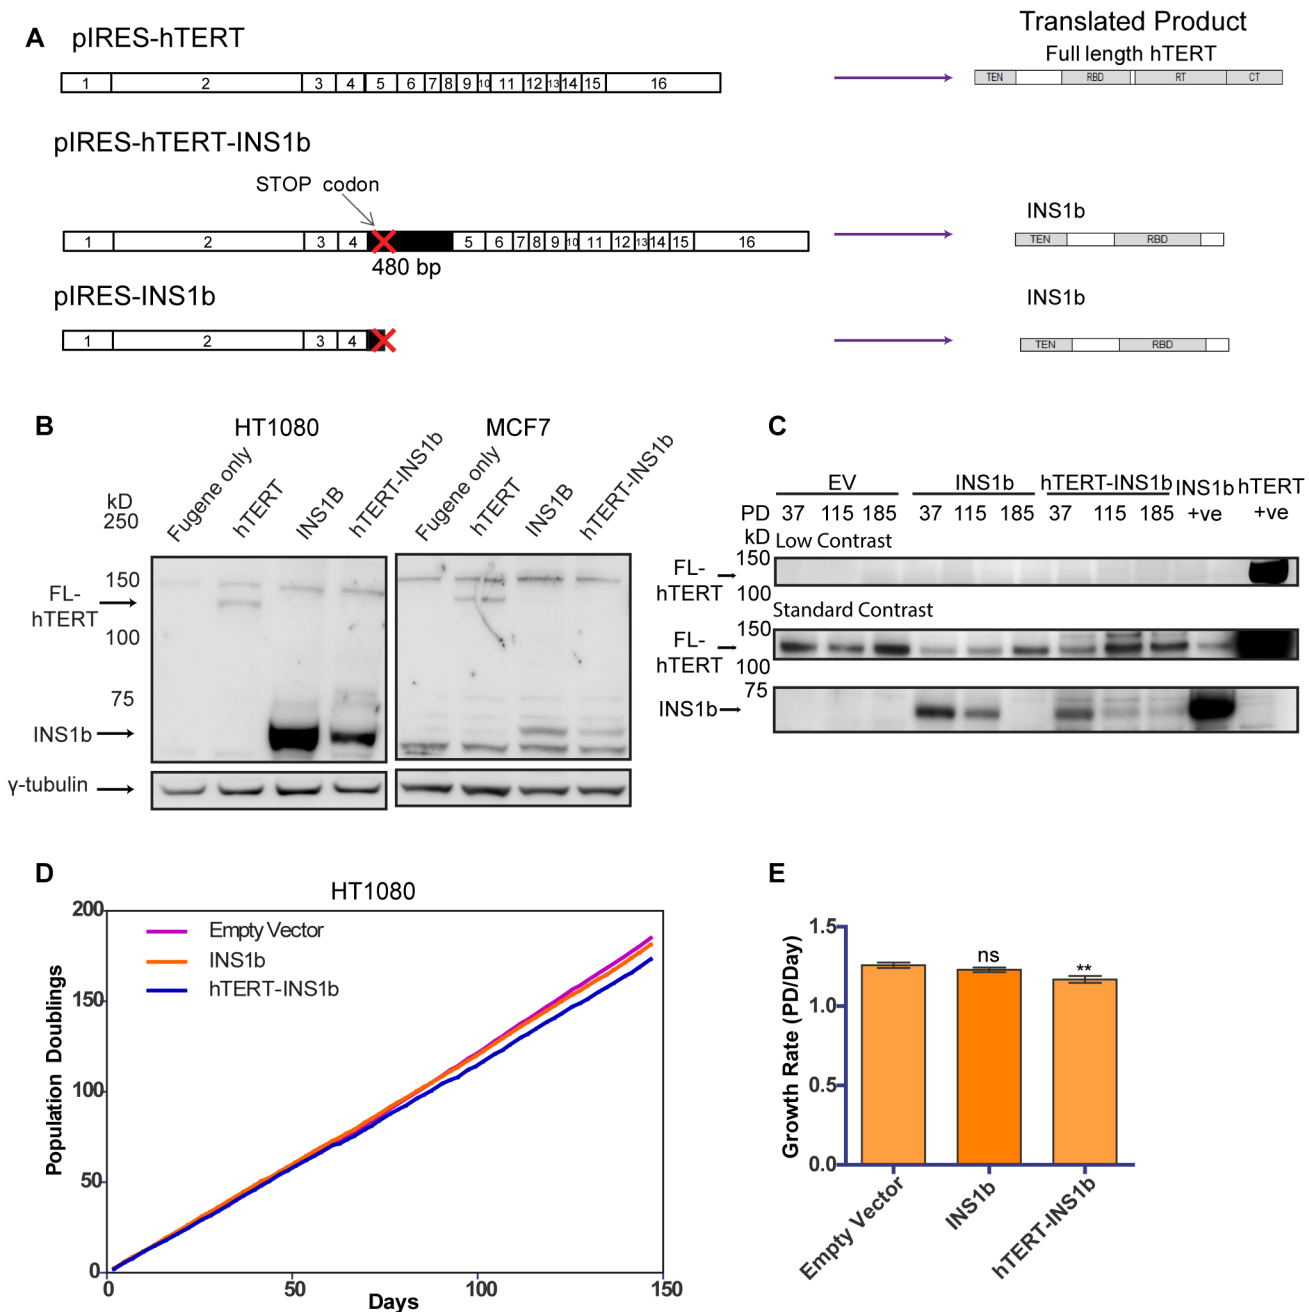 A pIRES-hTERT
Translated Product
Full length hTERT
1 2 3 4 5 6 7 8 9 10 11 12 13 14 15 16
TEN RBD RT CT
pIRES-hTERT-INS1b
STOP codon
INS1b
1 2 3 4 5 6 7 8 9 10 11 12 13 14 15 16
TEN RBD
480 bp
pIRES-INS1b
INS1b
1 2 3 4
TEN RBD
B
HT1080 MCF7
Fugene only hTERT INS1B hTERT-INS1b
Fugene only hTERT INS1B hTERT-INS1b
kD
250
150
FL-
hTERT
100
75
INS1b
γ-tubulin
C
EV INS1b hTERT-INS1b INS1b hTERT
PD 37 115 185 37 115 185 37 115 185 +ve +ve
kD Low Contrast
150
FL-
hTERT 100
Standard Contrast
150
FL-
hTERT 100
75
INS1b
D
HT1080
200
150
100
50
0
Empty Vector
INS1b
hTERT-INS1b
Population Doublings
0 50 100 150
Days
E
1.5
1.0
0.5
0.0
Growth Rate (PD/Day)
ns
**
Empty Vector
INS1b
hTERT-INS1b